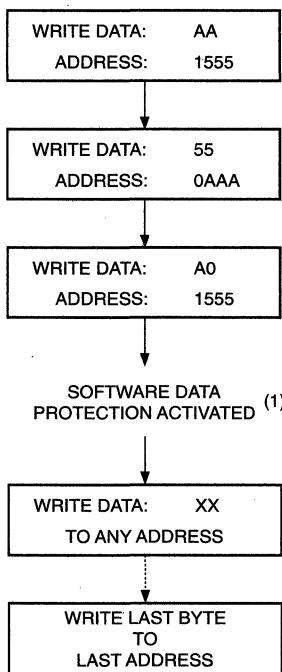 WRITE DATA: AA
ADDRESS: 1555
WRITE DATA: 55
ADDRESS: 0AAA
WRITE DATA: A0
ADDRESS: 1555
SOFTWARE DATA
PROTECTION ACTIVATED (1)
WRITE DATA: XX
TO ANY ADDRESS
WRITE LAST BYTE
TO
LAST ADDRESS